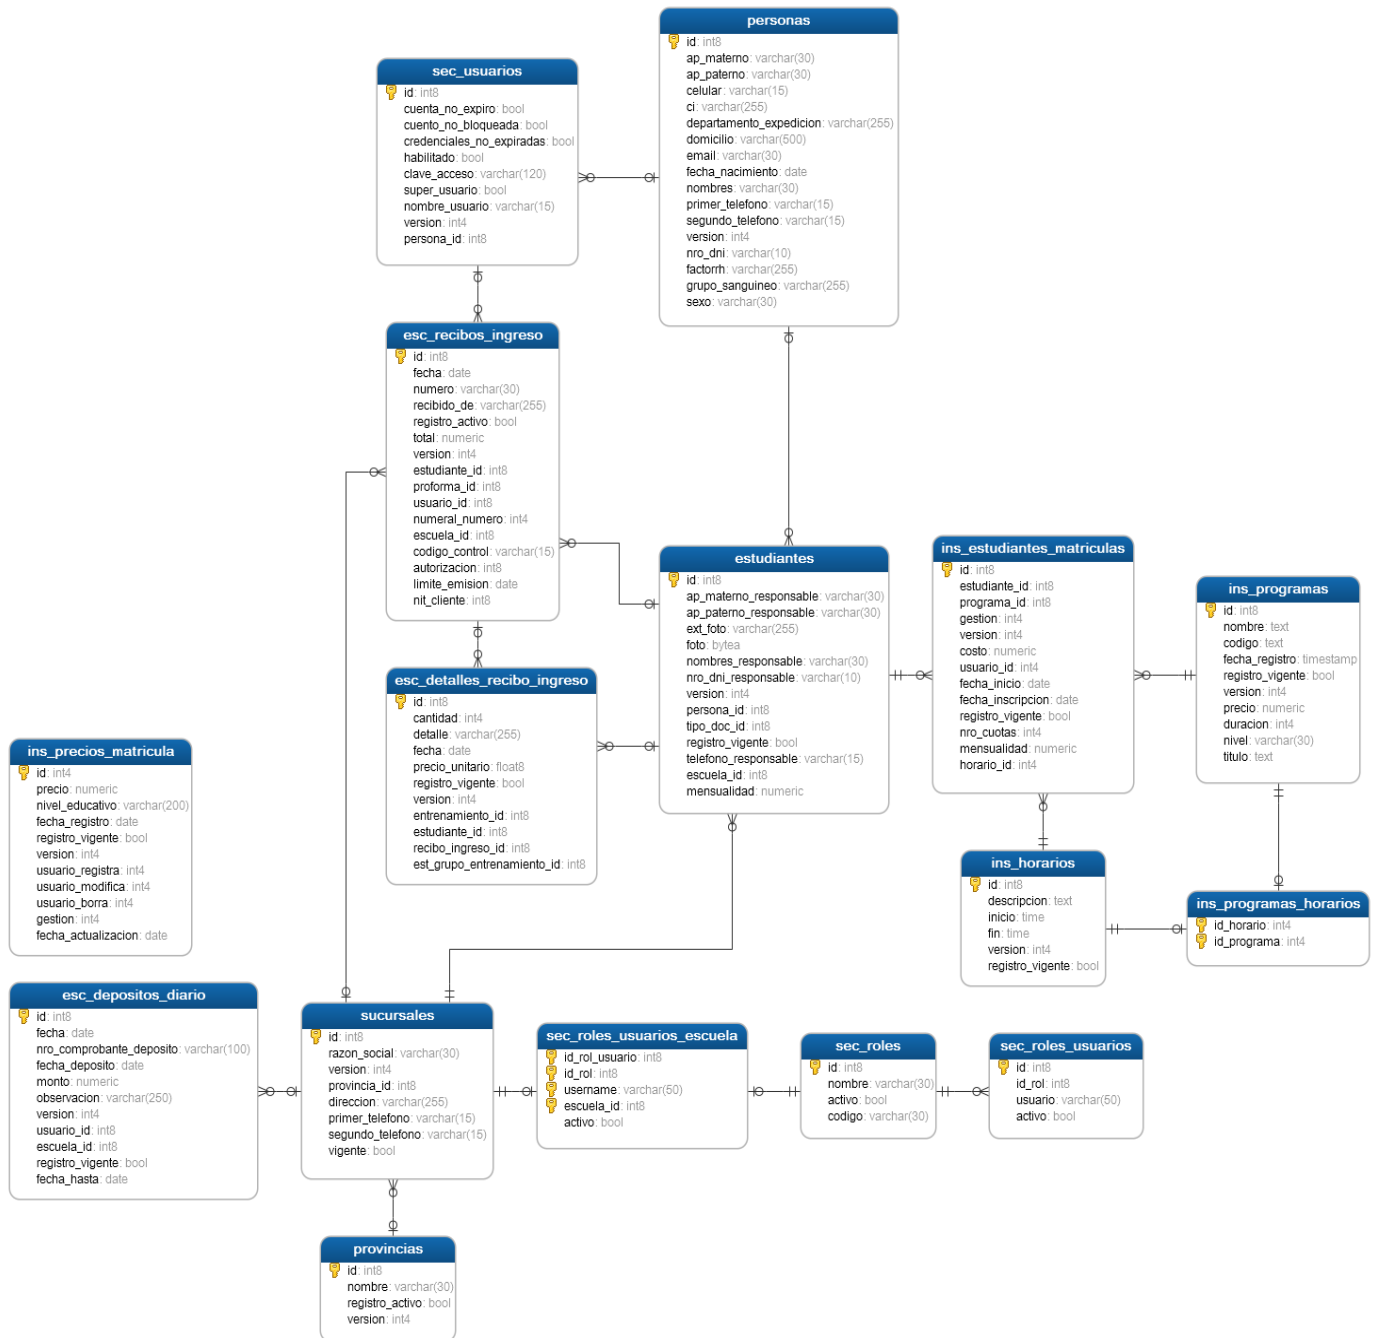 personas
id: int8
ap_materno: varchar(30)
ap_paterno: varchar(30)
celular: varchar(15)
ci: varchar(255)
departamento_expedicion: varchar(255)
domicilio: varchar(500)
email: varchar(30)
fecha_nacimiento: date
nombres: varchar(30)
primer_telefono: varchar(15)
segundo_telefono: varchar(15)
version: int4
nro_dni: varchar(10)
factorrh: varchar(255)
grupo_sanguineo: varchar(255)
sexo: varchar(30)
sec_usuarios
id: int8
cuenta_no_expiro: bool
cuento_no_bloqueada: bool
credenciales_no_expiradas: bool
habilitado: bool
clave_acceso: varchar(120)
super_usuario: bool
nombre_usuario: varchar(15)
version: int4
persona_id: int8
esc_recibos_ingreso
id: int8
fecha: date
numero: varchar(30)
recibido_de: varchar(255)
registro_activo: bool
total: numeric
version: int4
estudiante_id: int8
proforma_id: int8
usuario_id: int8
numeral_numero: int4
escuela_id: int8
codigo_control: varchar(15)
autorizacion: int8
limite_emision: date
nit_cliente: int8
estudiantes
id: int8
ap_materno_responsable: varchar(30)
ap_paterno_responsable: varchar(30)
ext_foto: varchar(255)
foto: bytea
nombres_responsable: varchar(30)
nro_dni_responsable: varchar(10)
version: int4
persona_id: int8
tipo_doc_id: int8
registro_vigente: bool
telefono_responsable: varchar(15)
escuela_id: int8
mensualidad: numeric
ins_estudiantes_matriculas
id: int8
estudiante_id: int8
programa_id: int8
gestion: int4
version: int4
costo: numeric
usuario_id: int4
fecha_inicio: date
fecha_inscripcion: date
registro_vigente: bool
nro_cuotas: int4
mensualidad: numeric
horario_id: int4
ins_programas
id: int8
nombre: text
codigo: text
fecha_registro: timestamp
registro_vigente: bool
version: int4
precio: numeric
duracion: int4
nivel: varchar(30)
titulo: text
esc_detalles_recibo_ingreso
id: int8
cantidad: int4
detalle: varchar(255)
fecha: date
precio_unitario: float8
registro_vigente: bool
version: int4
entrenamiento_id: int8
estudiante_id: int8
recibo_ingreso_id: int8
est_grupo_entrenamiento_id: int8
ins_precios_matricula
id: int4
precio: numeric
nivel_educativo: varchar(200)
fecha_registro: date
registro_vigente: bool
version: int4
usuario_registra: int4
usuario_modifica: int4
usuario_borra: int4
gestion: int4
fecha_actualizacion: date
ins_horarios
id: int8
descripcion: text
inicio: time
fin: time
version: int4
registro_vigente: bool
ins_programas_horarios
id_horario: int4
id_programa: int4
esc_depositos_diario
id: int8
fecha: date
nro_comprobante_deposito: varchar(100)
fecha_deposito: date
monto: numeric
observacion: varchar(250)
version: int4
usuario_id: int8
escuela_id: int8
registro_vigente: bool
fecha_hasta: date
sucursales
id: int8
razon_social: varchar(30)
version: int4
provincia_id: int8
direccion: varchar(255)
primer_telefono: varchar(15)
segundo_telefono: varchar(15)
vigente: bool
sec_roles_usuarios_escuela
id_rol_usuario: int8
id_rol: int8
username: varchar(50)
escuela_id: int8
activo: bool
sec_roles
id: int8
nombre: varchar(30)
activo: bool
codigo: varchar(30)
sec_roles_usuarios
id: int8
id_rol: int8
usuario: varchar(50)
activo: bool
provincias
id: int8
nombre: varchar(30)
registro_activo: bool
version: int4